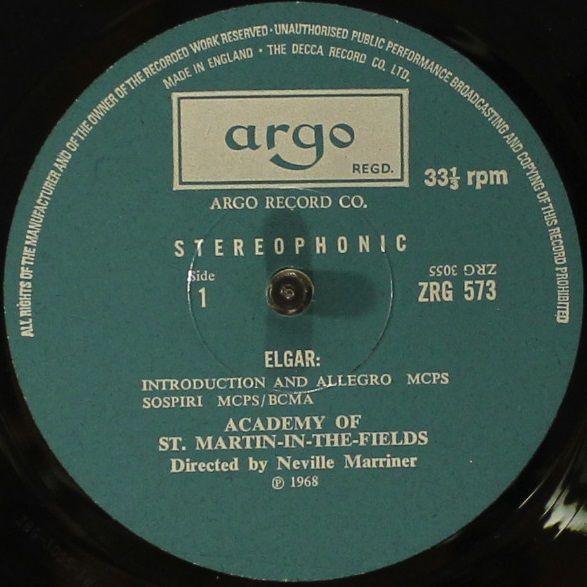 ALL RIGHTS OF THE MANUFACTURER AND OF THE OWNER OF THE RECORDED WORK RESERVED · UNAUTHORISED PUBLIC PERFORMANCE BROADCASTING AND COPYING OF THIS RECORD PROHIBITED
MADE IN ENGLAND · THE DECCA RECORD CO. LTD.
argo
REGD.
33⅓ rpm
ARGO RECORD CO.
STEREOPHONIC
Side
1
ZRG 3055
ZRG 573
ELGAR:
INTRODUCTION AND ALLEGRO MCPS
SOSPIRI MCPS/BCMA
ACADEMY OF
ST. MARTIN-IN-THE-FIELDS
Directed by Neville Marriner
℗ 1968